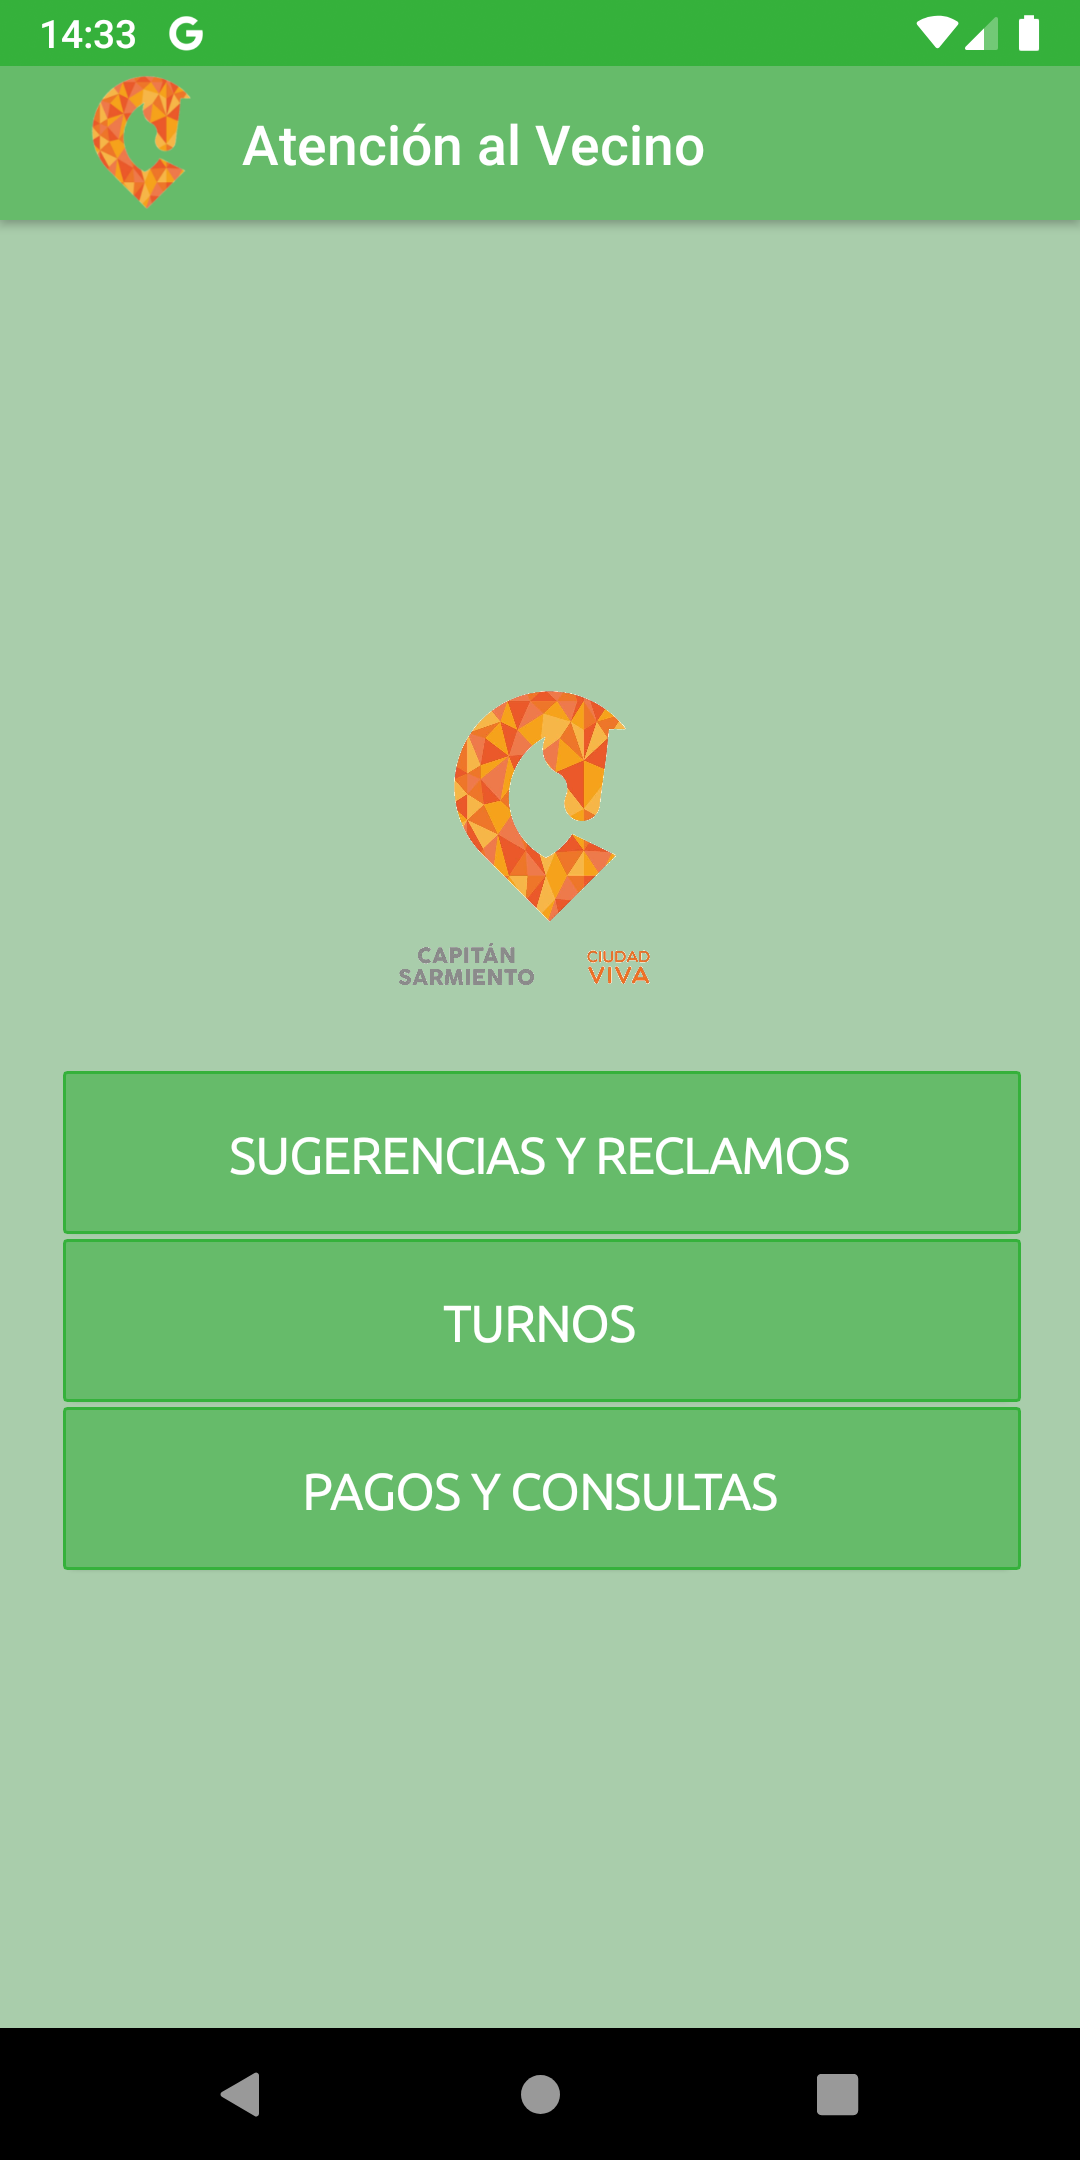 14:33
Atención al Vecino
CAPITÁN
SARMIENTO
CIUDAD
VIVA
SUGERENCIAS Y RECLAMOS
TURNOS
PAGOS Y CONSULTAS